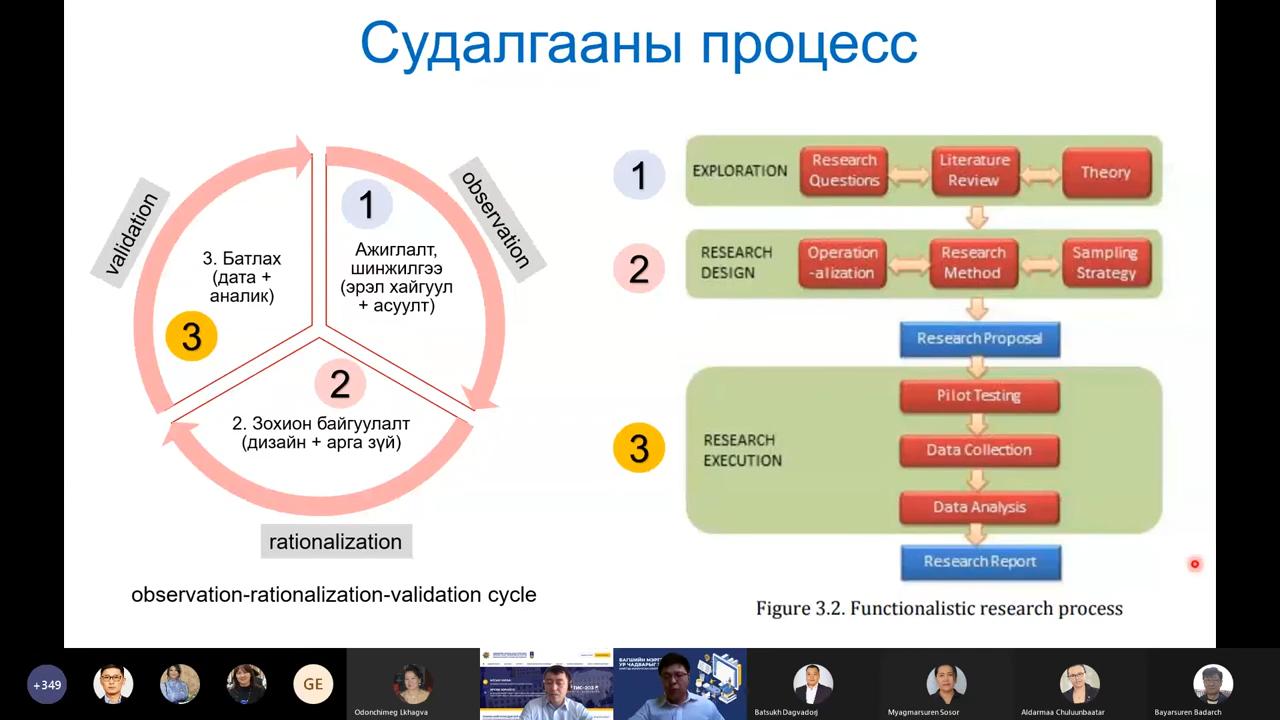 Судалгааны процесс
validation
observation
1
Ажиглалт,
шинжилгээ
(эрэл хайгуул
+ асуулт)
3. Батлах
(дата +
аналик)
3
2
2. Зохион байгуулалт
(дизайн + арга зүй)
rationalization
observation-rationalization-validation cycle
1
EXPLORATION
Research
Questions
Literature
Review
Theory
2
RESEARCH
DESIGN
Operation
-alization
Research
Method
Sampling
Strategy
Research Proposal
3
RESEARCH
EXECUTION
Pilot Testing
Data Collection
Data Analysis
Research Report
Figure 3.2. Functionalistic research process
+349
GE
Odonchimeg Lkhagva
Batsukh Dagvadorj
Myagmarsuren Sosor
Aldarmaa Chuluunbaatar
Bayarsuren Badarch